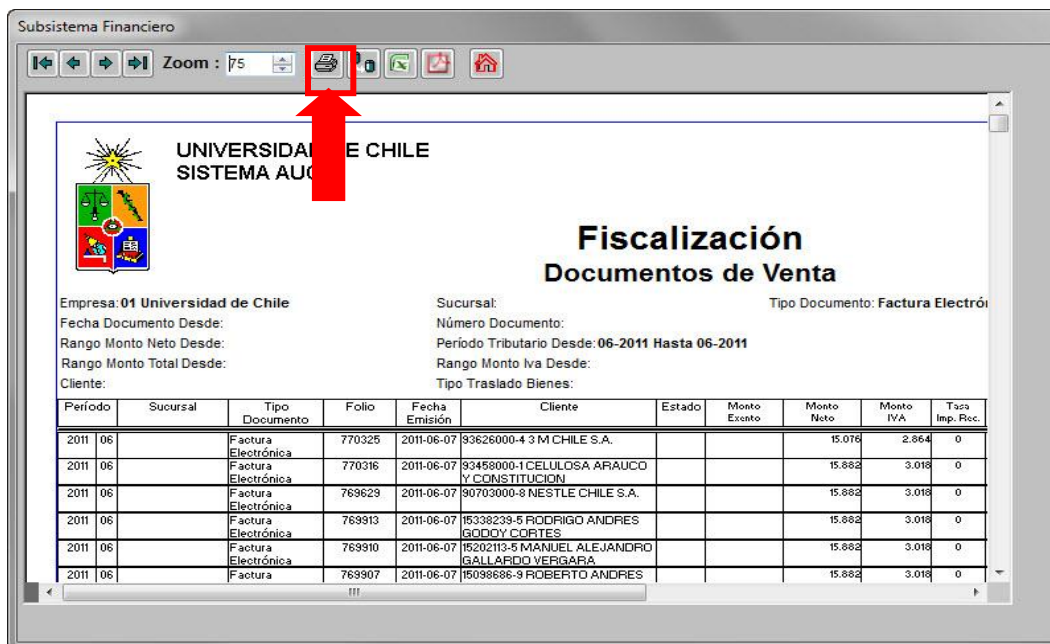 Subsistema Financiero
Zoom : 75
UNIVERSIDAD E CHILE
SISTEMA AUG
Fiscalización
Documentos de Venta
Empresa: 01 Universidad de Chile Sucursal: Tipo Documento: Factura Electrón
Fecha Documento Desde: Número Documento:
Rango Monto Neto Desde: Período Tributario Desde: 06-2011 Hasta 06-2011
Rango Monto Total Desde: Rango Monto Iva Desde:
Cliente: Tipo Traslado Bienes:
Período Sucursal Tipo Documento Folio Fecha Emisión Cliente Estado Monto Exento Monto Neto Monto IVA Tasa Imp. Rec.
2011 06 Factura Electrónica 770325 2011-06-07 93626000-4 3 M CHILE S.A. 15.076 2.864 0
2011 06 Factura Electrónica 770316 2011-06-07 93458000-1 CELULOSA ARAUCO Y CONSTITUCION 15.882 3.018 0
2011 06 Factura Electrónica 769629 2011-06-07 90703000-8 NESTLE CHILE S.A. 15.882 3.018 0
2011 06 Factura Electrónica 769913 2011-06-07 15338239-5 RODRIGO ANDRES GODOY CORTES 15.882 3.018 0
2011 06 Factura Electrónica 769910 2011-06-07 15202113-5 MANUEL ALEJANDRO GALLARDO VERGARA 15.882 3.018 0
2011 06 Factura 769907 2011-06-07 15098686-9 ROBERTO ANDRES 15.882 3.018 0